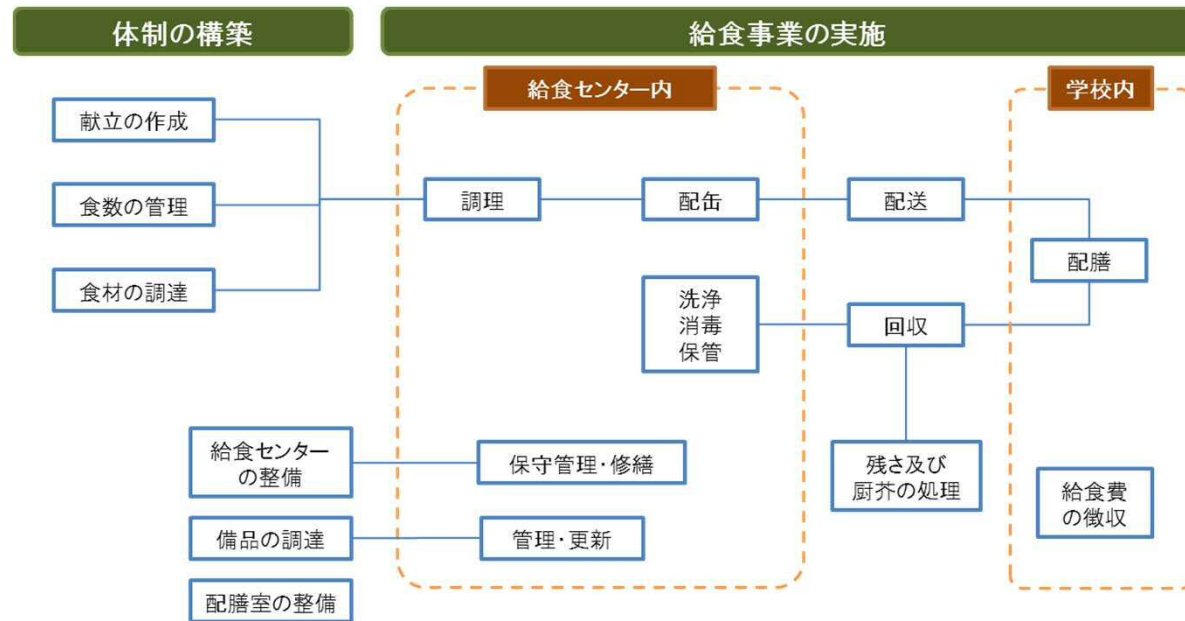 体制の構築
給食事業の実施
給食センター内
学校内
献立の作成
食数の管理
食材の調達
調理
配缶
配送
配膳
洗浄
消毒
保管
回収
給食センター
の整備
保守管理・修繕
残さ及び
厨芥の処理
給食費
の徴収
備品の調達
管理・更新
配膳室の整備